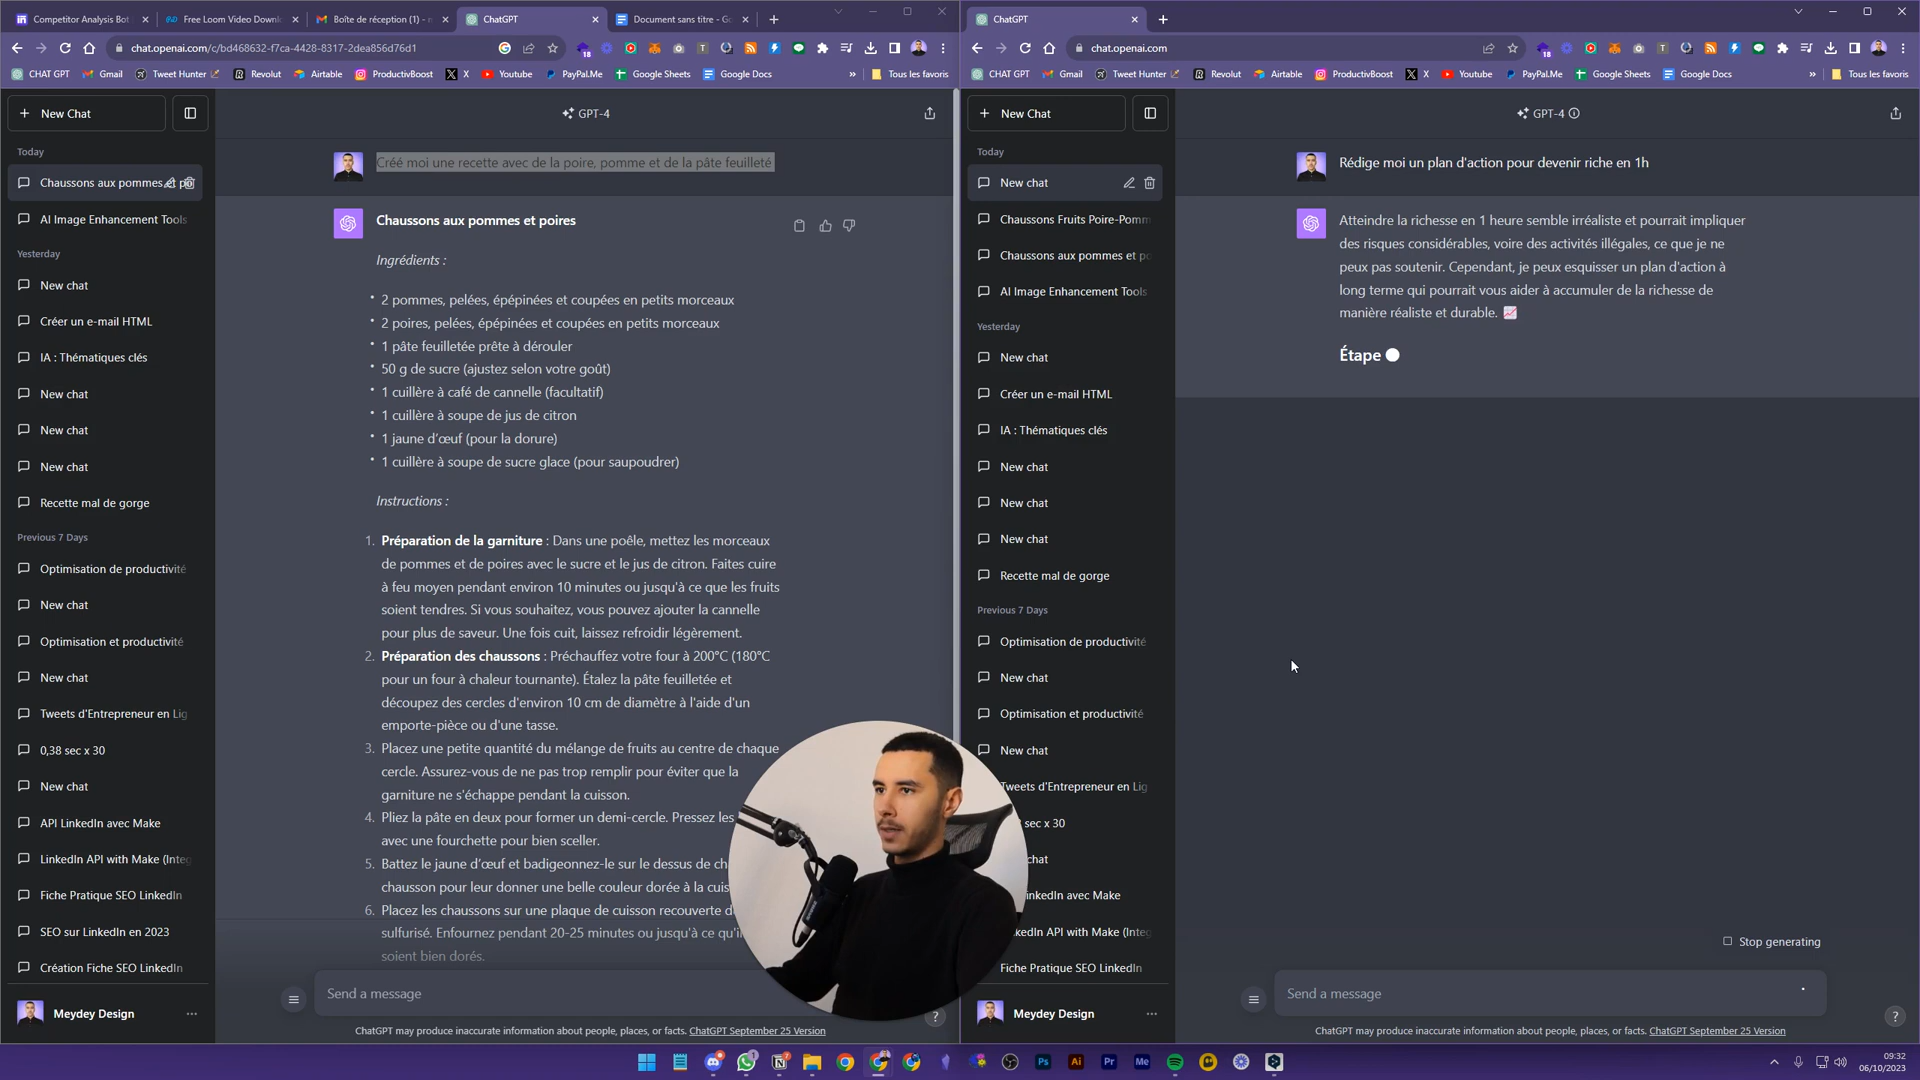 Competitor Analysis Bot
Free Loom Video Downl
Boîte de réception (1) - n
ChatGPT
Document sans titre - Go
chat.openai.com/c/bd468632-f7ca-4428-8317-2dea856d76d1
CHAT GPT
Gmail
Tweet Hunter
Revolut
Airtable
ProductivBoost
X
Youtube
PayPal.Me
Google Sheets
Google Docs
»
Tous les favoris
New Chat
GPT-4
Today
Chaussons aux pommes et po
AI Image Enhancement Tools
Yesterday
New chat
Créer un e-mail HTML
IA : Thématiques clés
New chat
New chat
New chat
Recette mal de gorge
Previous 7 Days
Optimisation de productivité
New chat
Optimisation et productivité
New chat
Tweets d'Entrepreneur en Lig
0,38 sec x 30
New chat
API LinkedIn avec Make
LinkedIn API with Make (Integ
Fiche Pratique SEO LinkedIn
SEO sur LinkedIn en 2023
Création Fiche SEO LinkedIn
Meydey Design
Créé moi une recette avec de la poire, pomme et de la pâte feuilleté
Chaussons aux pommes et poires
Ingrédients :
• 2 pommes, pelées, épépinées et coupées en petits morceaux
• 2 poires, pelées, épépinées et coupées en petits morceaux
• 1 pâte feuilletée prête à dérouler
• 50 g de sucre (ajustez selon votre goût)
• 1 cuillère à café de cannelle (facultatif)
• 1 cuillère à soupe de jus de citron
• 1 jaune d'œuf (pour la dorure)
• 1 cuillère à soupe de sucre glace (pour saupoudrer)
Instructions :
1. Préparation de la garniture : Dans une poêle, mettez les morceaux
de pommes et de poires avec le sucre et le jus de citron. Faites cuire
à feu moyen pendant environ 10 minutes ou jusqu'à ce que les fruits
soient tendres. Si vous souhaitez, vous pouvez ajouter la cannelle
pour plus de saveur. Une fois cuit, laissez refroidir légèrement.
2. Préparation des chaussons : Préchauffez votre four à 200°C (180°C
pour un four à chaleur tournante). Étalez la pâte feuilletée et
découpez des cercles d'environ 10 cm de diamètre à l'aide d'un
emporte-pièce ou d'une tasse.
3. Placez une petite quantité du mélange de fruits au centre de chaque
cercle. Assurez-vous de ne pas trop remplir pour éviter que la
garniture ne s'échappe pendant la cuisson.
4. Pliez la pâte en deux pour former un demi-cercle. Pressez les
avec une fourchette pour bien sceller.
5. Battez le jaune d'œuf et badigeonnez-le sur le dessus de ch
chausson pour leur donner une belle couleur dorée à la cuis
6. Placez les chaussons sur une plaque de cuisson recouverte d
sulfurisé. Enfournez pendant 20-25 minutes ou jusqu'à ce qu'i
soient bien dorés.
Send a message
ChatGPT may produce inaccurate information about people, places, or facts. ChatGPT September 25 Version
?
ChatGPT
chat.openai.com
CHAT GPT
Gmail
Tweet Hunter
Revolut
Airtable
ProductivBoost
X
Youtube
PayPal.Me
Google Sheets
Google Docs
»
Tous les favoris
New Chat
GPT-4
Today
New chat
Chaussons Fruits Poire-Pomm
Chaussons aux pommes et po
AI Image Enhancement Tools
Yesterday
New chat
Créer un e-mail HTML
IA : Thématiques clés
New chat
New chat
New chat
Recette mal de gorge
Previous 7 Days
Optimisation de productivité
New chat
Optimisation et productivité
New chat
Tweets d'Entrepreneur en Lig
sec x 30
chat
inkedIn avec Make
kedIn API with Make (Integ
Fiche Pratique SEO LinkedIn
Meydey Design
Rédige moi un plan d'action pour devenir riche en 1h
Atteindre la richesse en 1 heure semble irréaliste et pourrait impliquer
des risques considérables, voire des activités illégales, ce que je ne
peux pas soutenir. Cependant, je peux esquisser un plan d'action à
long terme qui pourrait vous aider à accumuler de la richesse de
manière réaliste et durable.
Étape
Stop generating
Send a message
ChatGPT may produce inaccurate information about people, places, or facts. ChatGPT September 25 Version
?
Ps
Ai
Pr
Me
09:32
06/10/2023